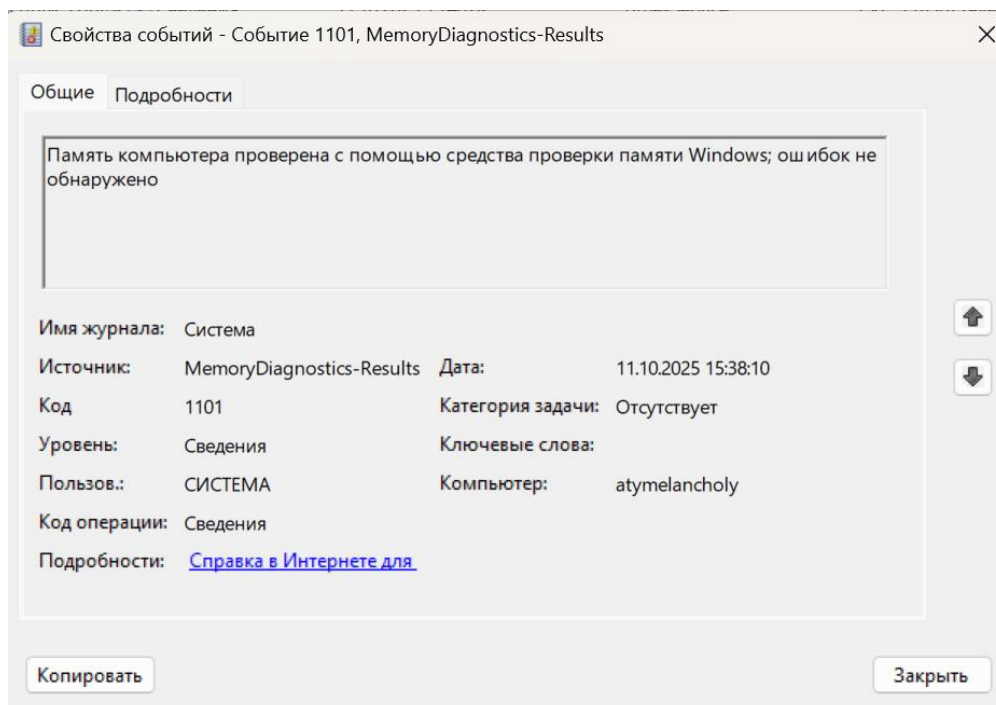 Свойства событий - Событие 1101, MemoryDiagnostics-Results
Общие Подробности
Память компьютера проверена с помощью средства проверки памяти Windows; ошибок не
обнаружено
Имя журнала: Система
Источник: MemoryDiagnostics-Results Дата: 11.10.2025 15:38:10
Код 1101 Категория задачи: Отсутствует
Уровень: Сведения Ключевые слова:
Пользов.: СИСТЕМА Компьютер: atymelancholy
Код операции: Сведения
Подробности: Справка в Интернете для
Копировать Закрыть